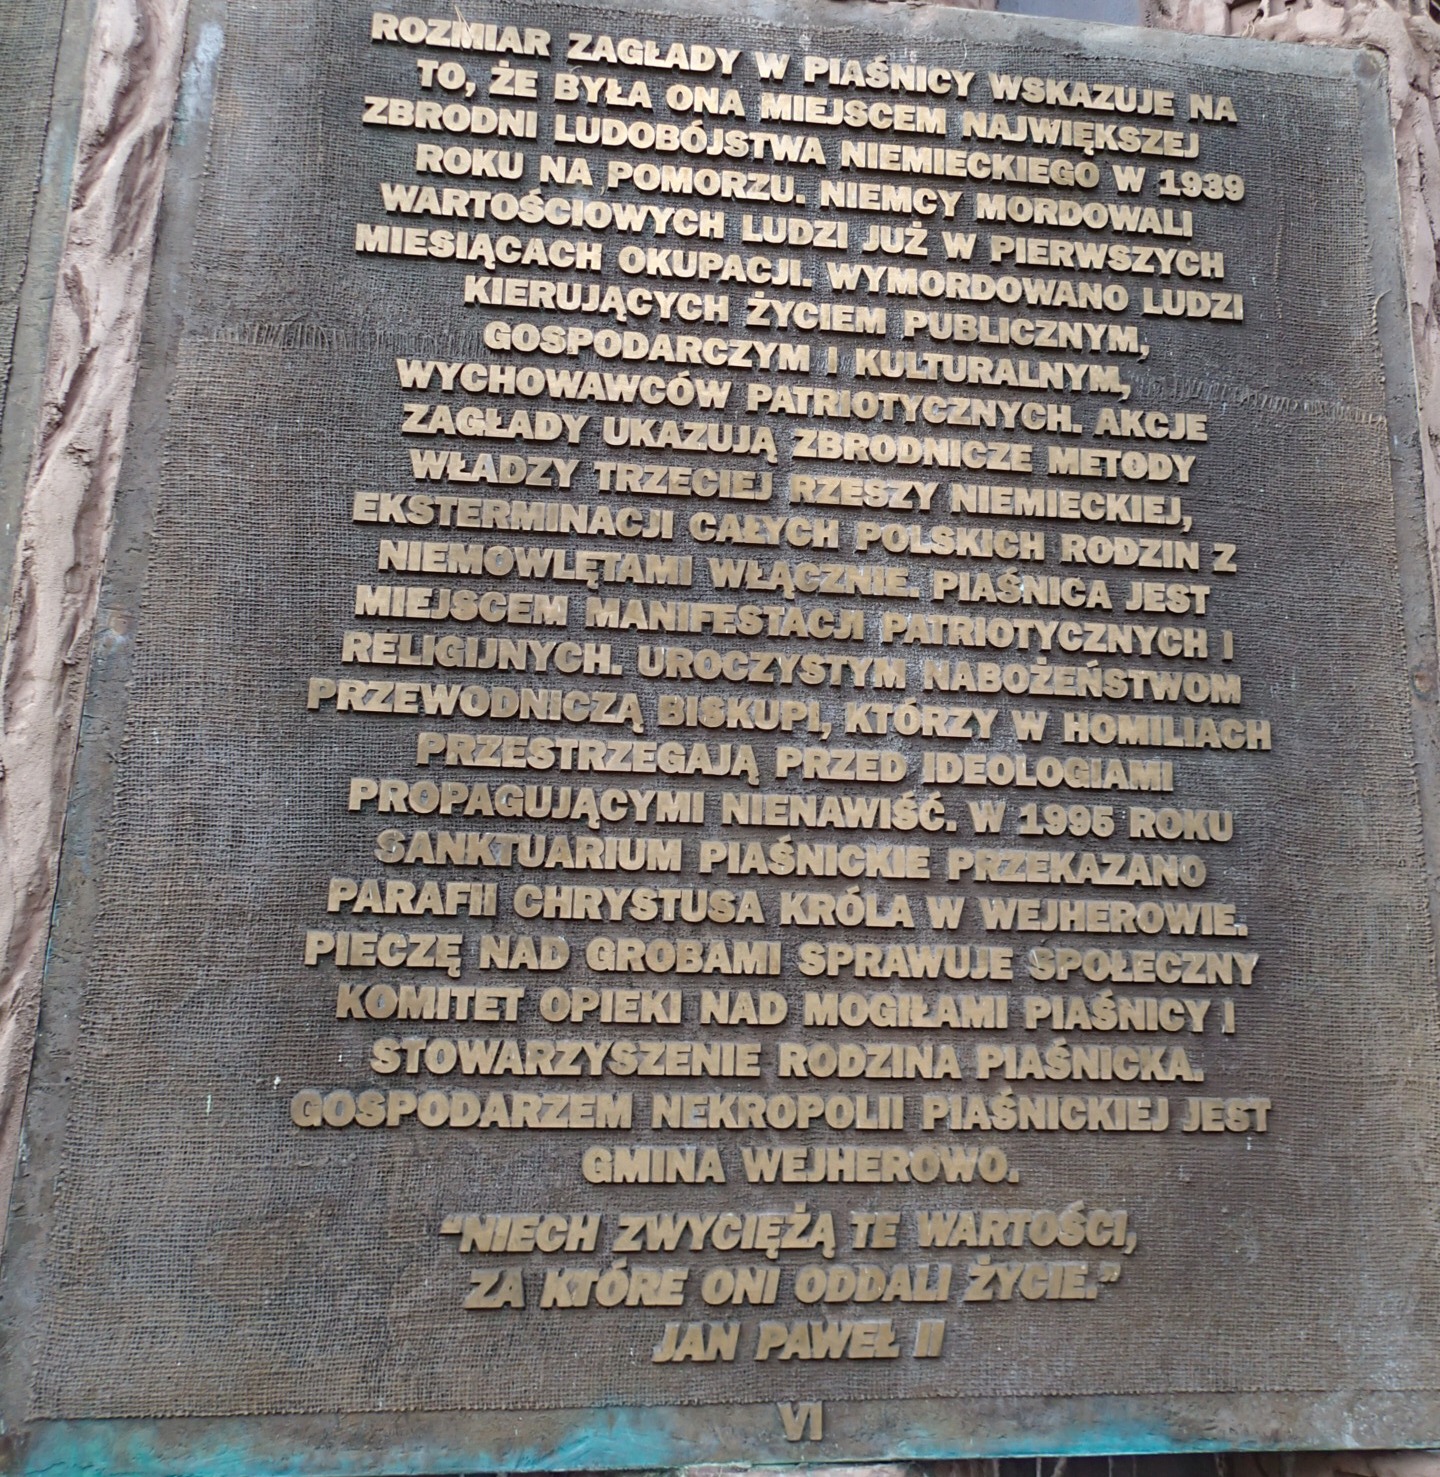 ROZMIAR ZAGŁADY W PIAŚNICY WSKAZUJE NA
TO, ŻE BYŁA ONA MIEJSCEM NAJWIĘKSZEJ
ZBRODNI LUDOBÓJSTWA NIEMIECKIEGO W 1939
ROKU NA POMORZU. NIEMCY MORDOWALI
WARTOŚCIOWYCH LUDZI JUŻ W PIERWSZYCH
MIESIĄCACH OKUPACJI. WYMORDOWANO LUDZI
KIERUJĄCYCH ŻYCIEM PUBLICZNYM,
GOSPODARCZYM I KULTURALNYM,
WYCHOWAWCÓW PATRIOTYCZNYCH. AKCJE
ZAGŁADY UKAZUJĄ ZBRODNICZE METODY
WŁADZY TRZECIEJ RZESZY NIEMIECKIEJ,
EKSTERMINACJI CAŁYCH POLSKICH RODZIN Z
NIEMOWLĘTAMI WŁĄCZNIE. PIAŚNICA JEST
MIEJSCEM MANIFESTACJI PATRIOTYCZNYCH I
RELIGIJNYCH. UROCZYSTYM NABOŻEŃSTWOM
PRZEWODNICZĄ BISKUPI, KTÓRZY W HOMILIACH
PRZESTRZEGAJĄ PRZED IDEOLOGIAMI
PROPAGUJĄCYMI NIENAWIŚĆ. W 1995 ROKU
SANKTUARIUM PIAŚNICKIE PRZEKAZANO
PARAFII CHRYSTUSA KRÓLA W WEJHEROWIE.
PIECZĘ NAD GROBAMI SPRAWUJE SPOŁECZNY
KOMITET OPIEKI NAD MOGIŁAMI PIAŚNICY I
STOWARZYSZENIE RODZINA PIAŚNICKA.
GOSPODARZEM NEKROPOLII PIAŚNICKIEJ JEST
GMINA WEJHEROWO.
"NIECH ZWYCIĘŻĄ TE WARTOŚCI,
ZA KTÓRE ONI ODDALI ŻYCIE."
JAN PAWEŁ II
VI